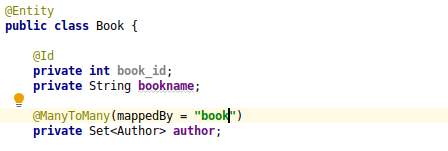 @Entity
public class Book {
@Id
private int book_id;
private String bookname;
@ManyToMany(mappedBy = "book")
private Set<Author> author;